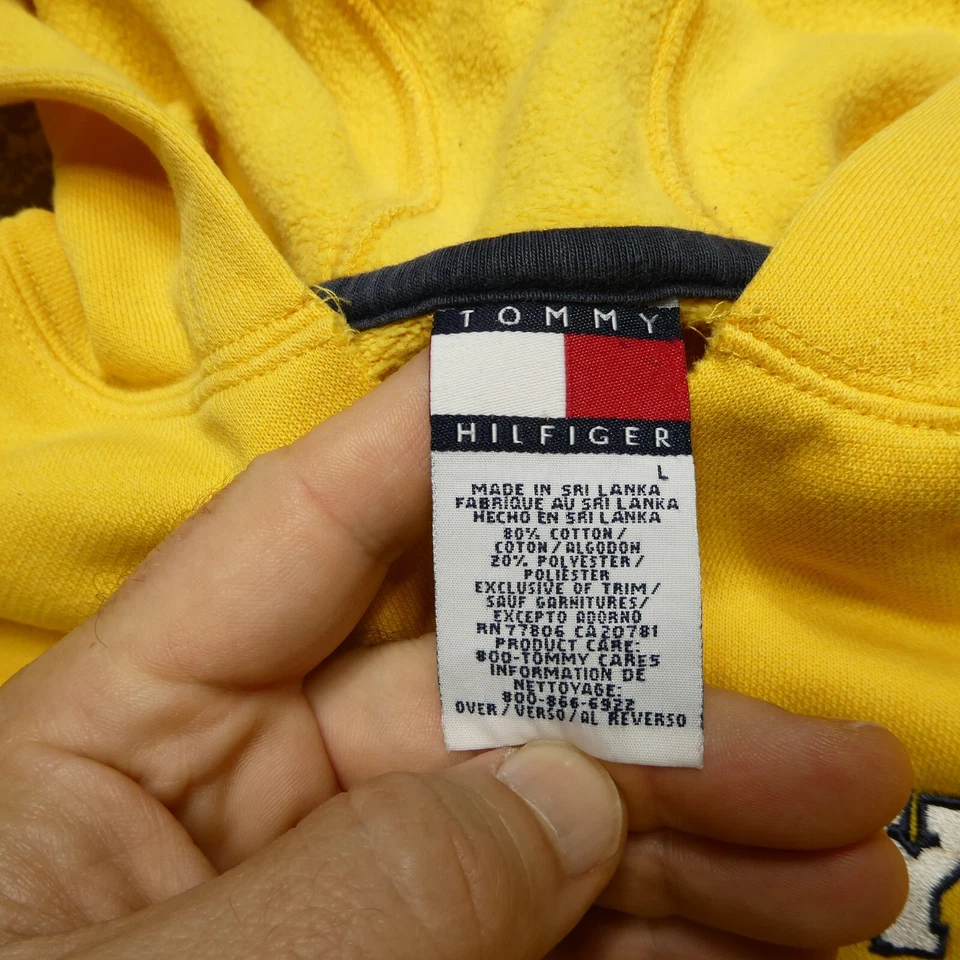 TOMMY
HILFIGER
L
MADE IN SRI LANKA
FABRIQUE AU SRI LANKA
HECHO EN SRI LANKA
80% COTTON/
COTON/ALGODON
20% POLYESTER/
POLIESTER
EXCLUSIVE OF TRIM/
SAUF GARNITURES/
EXCEPTO ADORNO
RN77806 CA20781
PRODUCT CARE:
800-TOMMY CARES
INFORMATION DE
NETTOYAGE:
800-866-6922
OVER/VERSO/AL REVERSO
Y